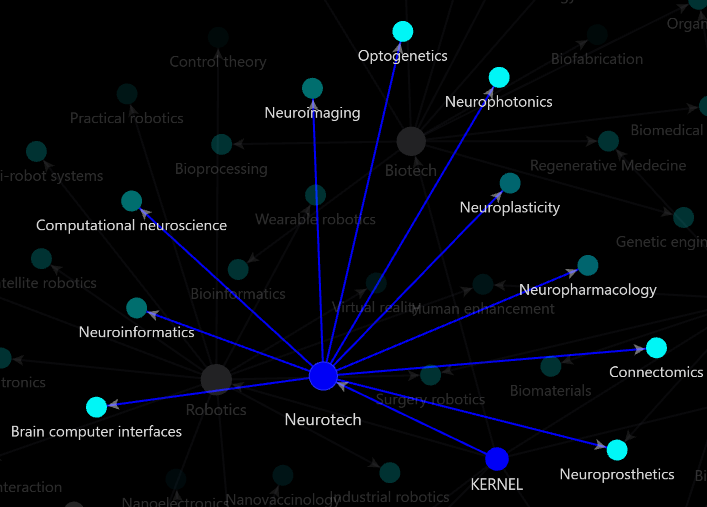 Organ
Control theory
Optogenetics
Biofabrication
Neuroimaging
Neurophotonics
Practical robotics
Biomedical
Bioprocessing
Biotech
Regenerative Medecine
i-robot systems
Computational neuroscience
Wearable robotics
Neuroplasticity
Genetic engin
atellite robotics
Bioinformatics
Virtual reality
Human enhancement
Neuropharmacology
Neuroinformatics
Connectomics
tronics
Robotics
Surgery robotics
Biomaterials
Brain computer interfaces
Neurotech
Neuroprosthetics
KERNEL
nteraction
Nanoelectronics
Nanovaccinology
Industrial robotics
Bi